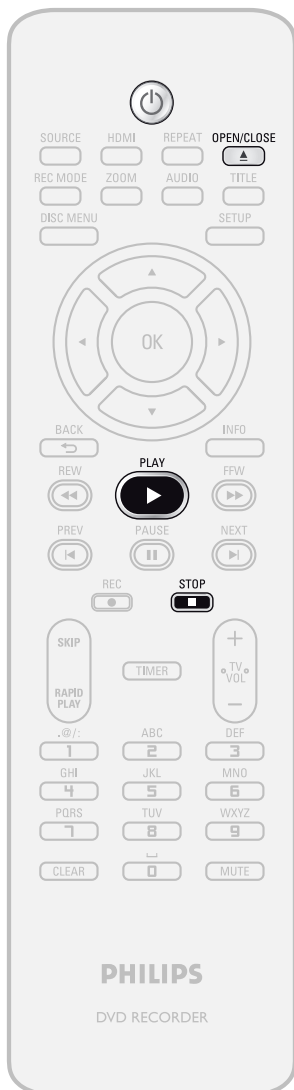 SOURCE HDMI REPEAT OPEN/CLOSE
REC MODE ZOOM AUDIO TITLE
DISC MENU SETUP
OK
BACK INFO
REW PLAY FFW
PREV PAUSE NEXT
REC STOP
SKIP
RAPID PLAY
TIMER
+
TV VOL
–
.@/: ABC DEF
1 2 3
GHI JKL MNO
4 5 6
PQRS TUV WXYZ
7 8 9
CLEAR 0 MUTE
PHILIPS
DVD RECORDER